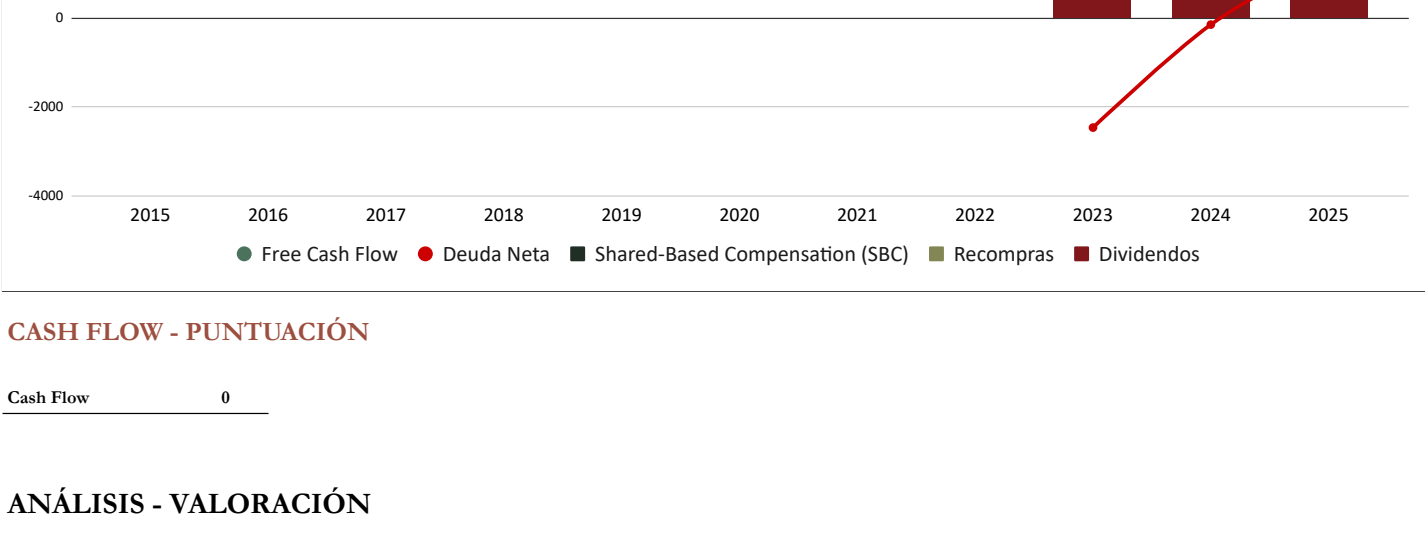 0
-2000
-4000
2015 2016 2017 2018 2019 2020 2021 2022 2023 2024 2025
Free Cash Flow Deuda Neta Shared-Based Compensation (SBC) Recompras Dividendos
CASH FLOW - PUNTUACIÓN
Cash Flow 0
ANÁLISIS - VALORACIÓN